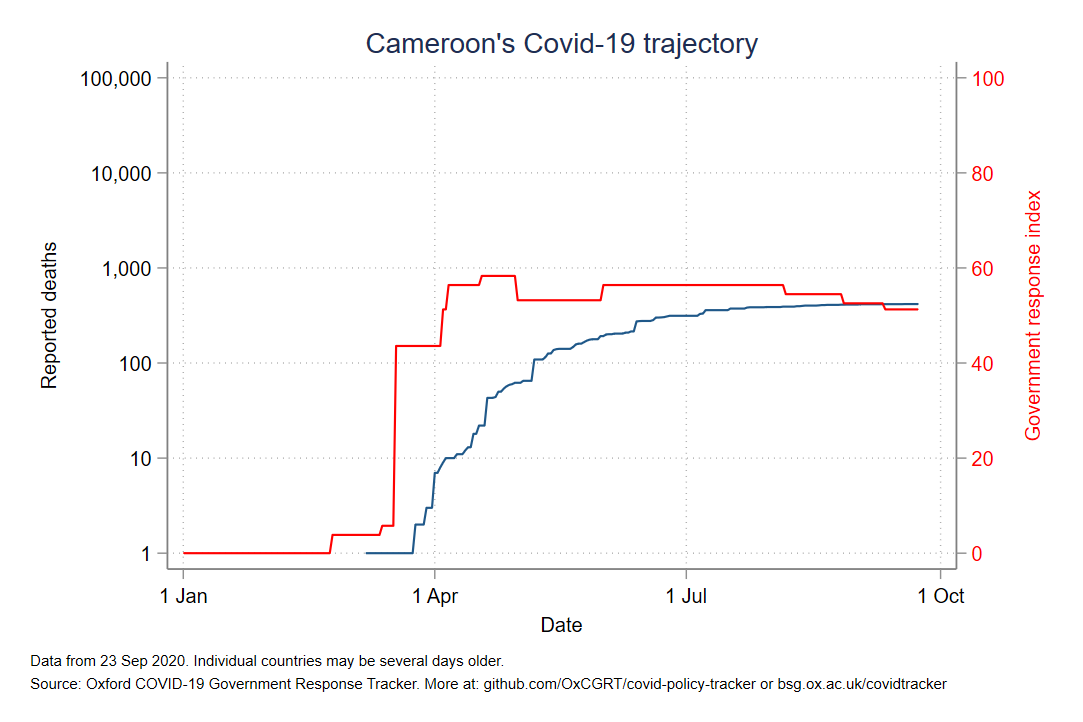 Cameroon's Covid-19 trajectory
100,000
10,000
1,000
100
10
1
Reported deaths
100
80
60
40
20
0
Government response index
1 Jan
1 Apr
1 Jul
1 Oct
Date
Data from 23 Sep 2020. Individual countries may be several days older.
Source: Oxford COVID-19 Government Response Tracker. More at: github.com/OxCGRT/covid-policy-tracker or bsg.ox.ac.uk/covidtracker